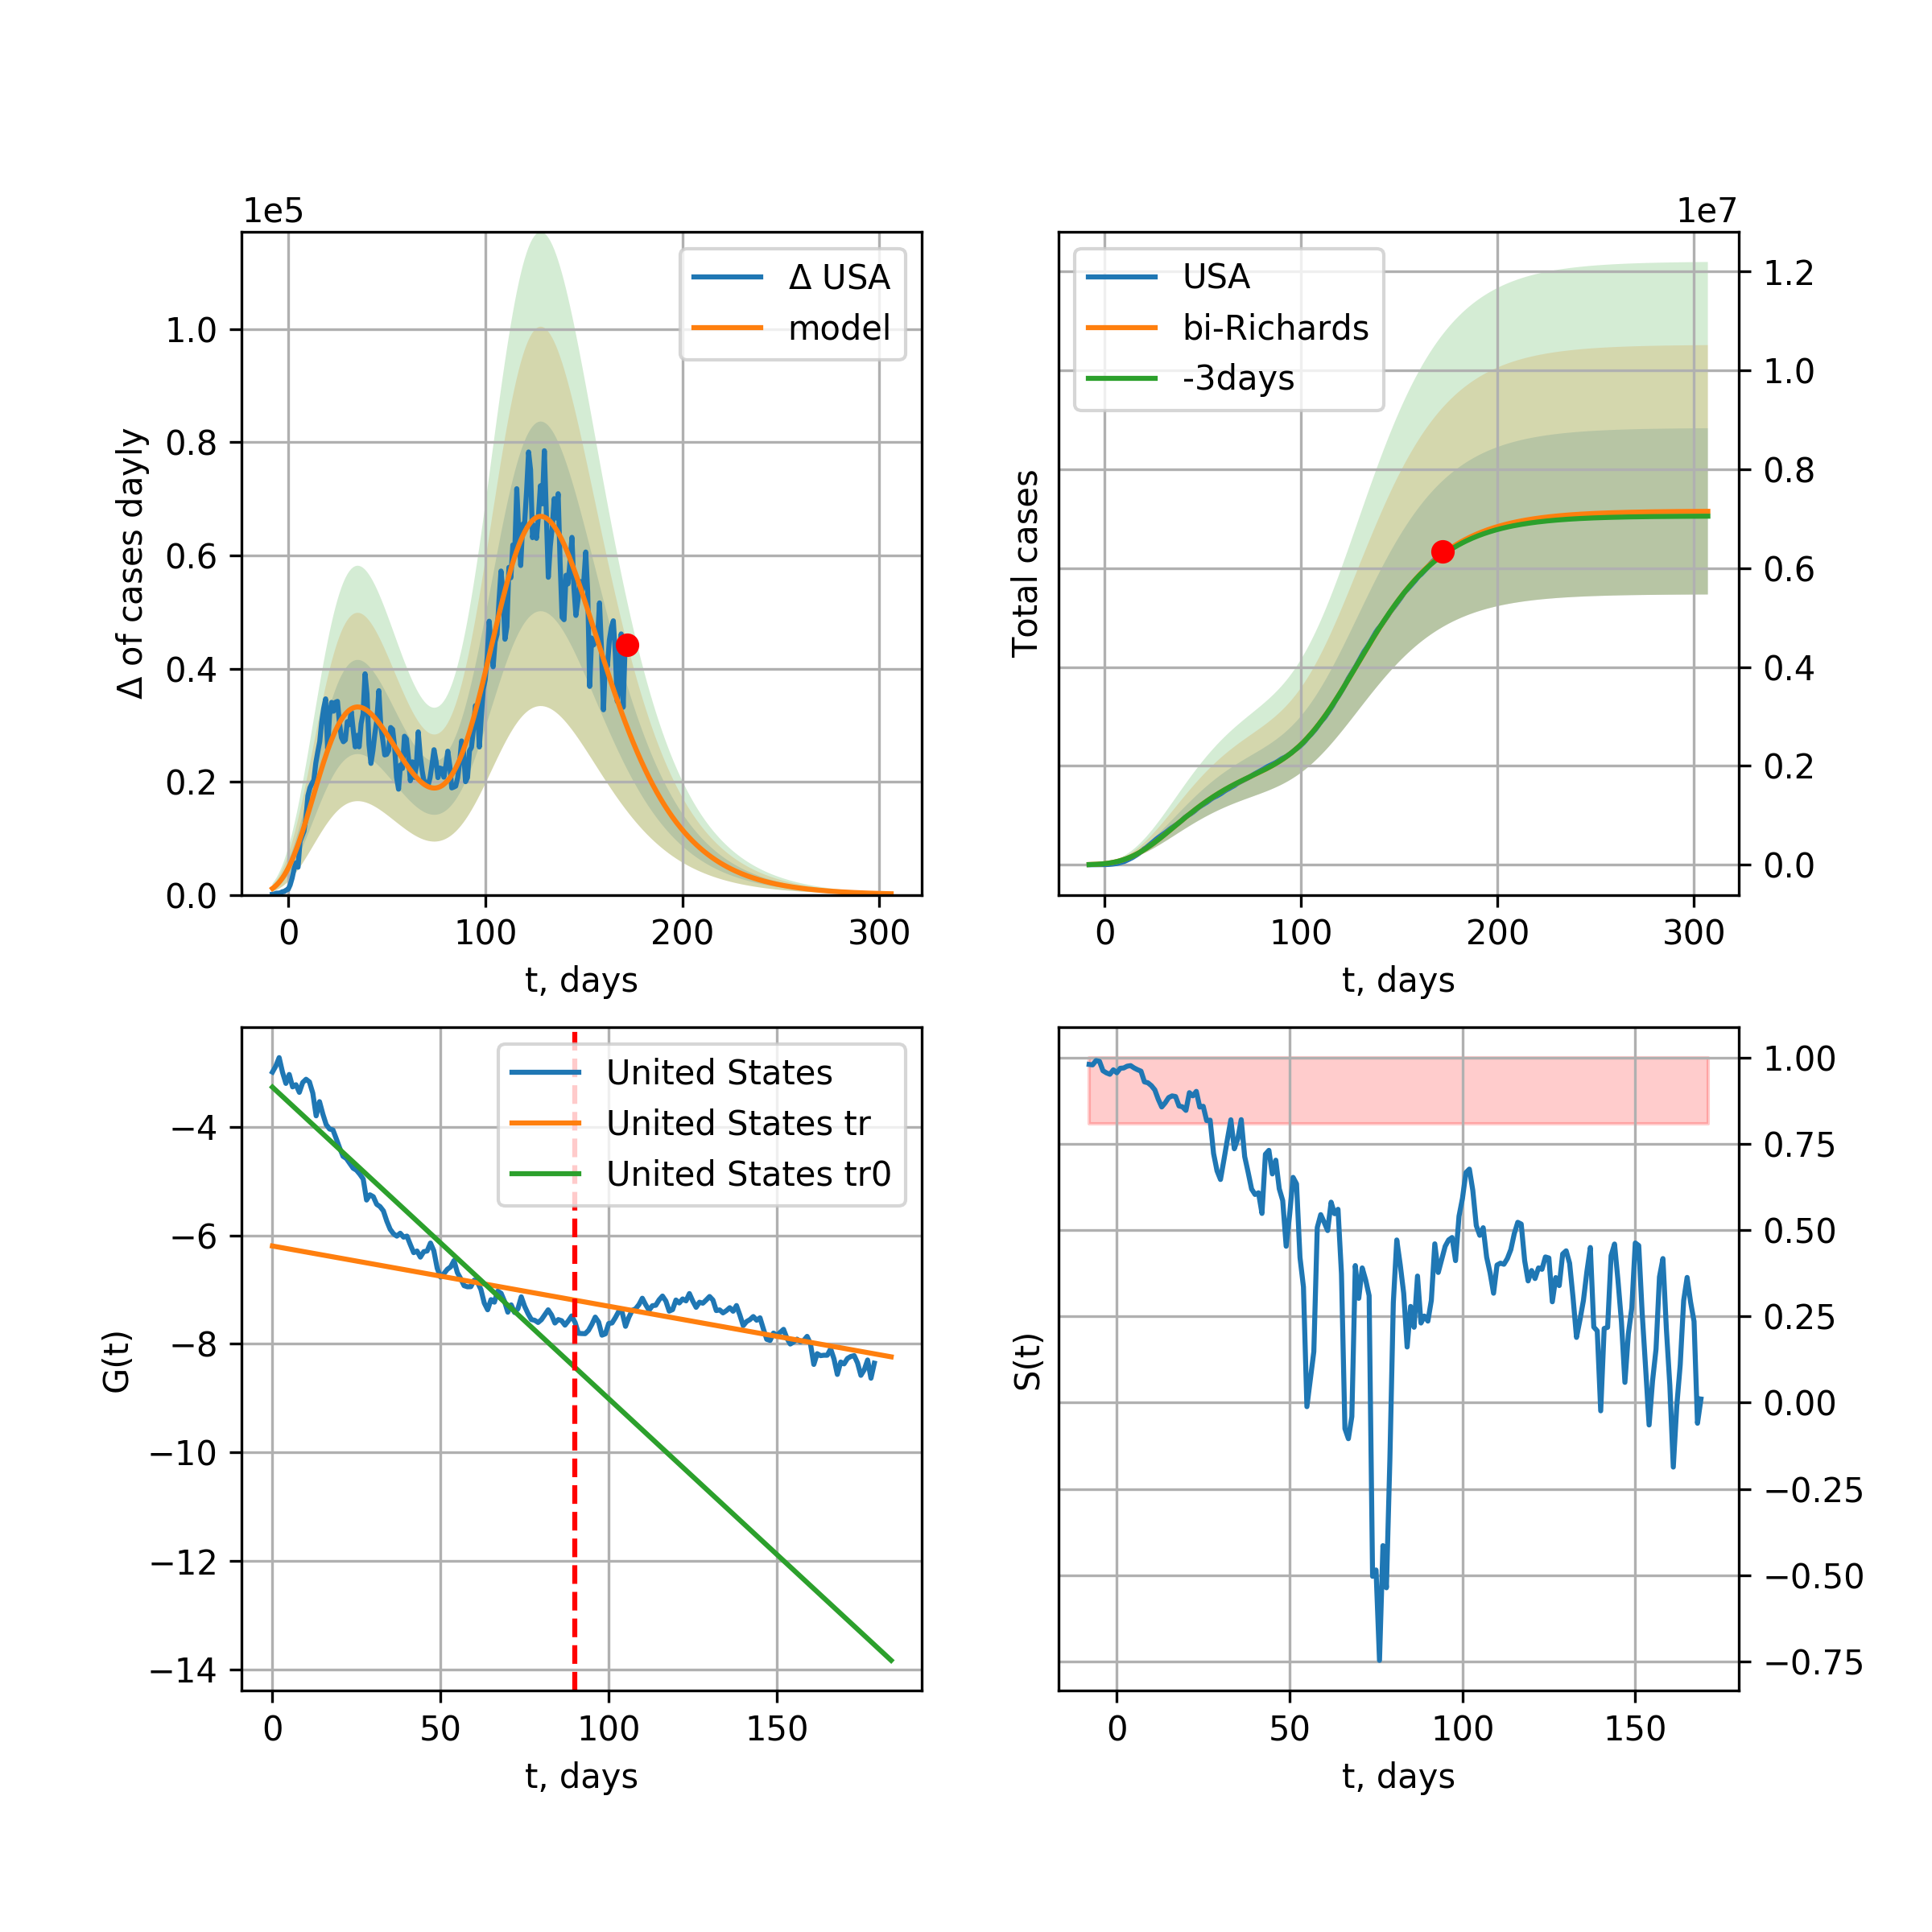 1e5
Δ USA
model
1.0
0.8
0.6
0.4
0.2
0.0
Δ of cases dayly
0 100 200 300
t, days
1e7
USA
bi-Richards
-3days
1.2
1.0
0.8
0.6
0.4
0.2
0.0
Total cases
0 100 200 300
t, days
United States
United States tr
United States tr0
−4
−6
−8
−10
−12
−14
G(t)
0 50 100 150
t, days
1.00
0.75
0.50
0.25
0.00
−0.25
−0.50
−0.75
S(t)
0 50 100 150
t, days